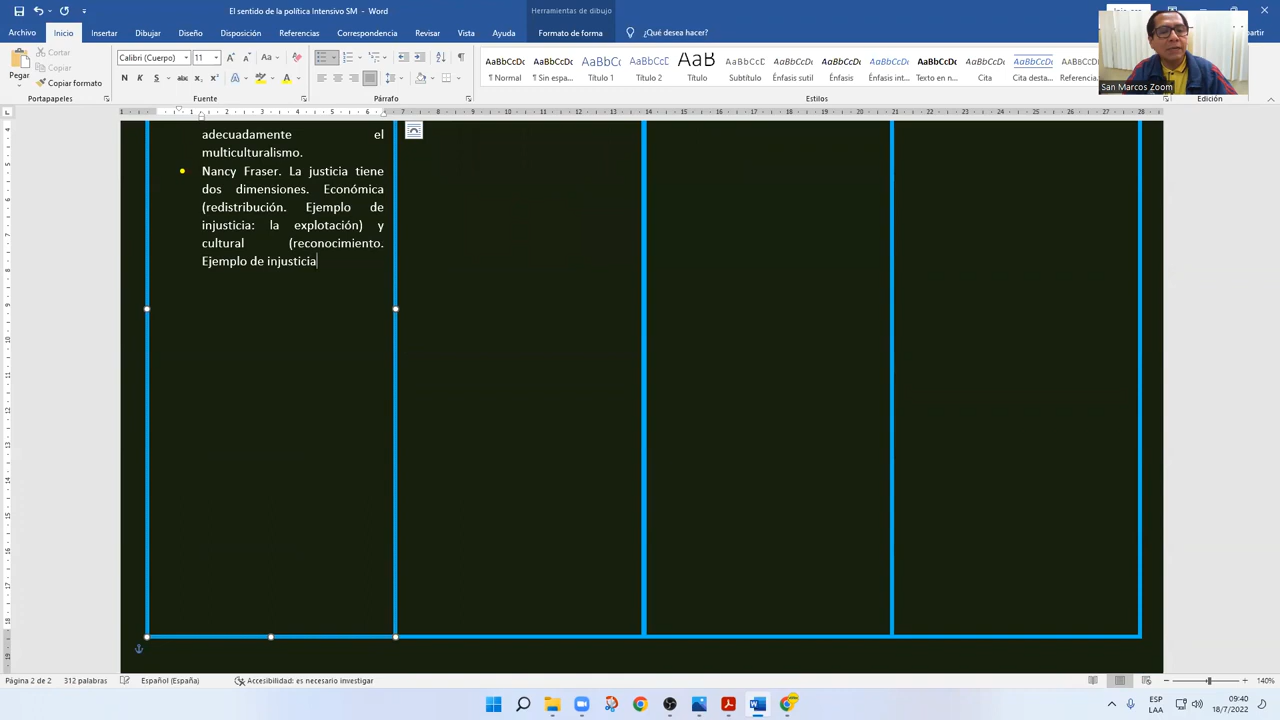 El sentido de la política Intensivo SM - Word
Herramientas de dibujo
Archivo Inicio Insertar Dibujar Diseño Disposición Referencias Correspondencia Revisar Vista Ayuda Formato de forma ¿Qué desea hacer?
Pegar
Cortar
Copiar
Copiar formato
Calibri (Cuerpo) 11
AaBbCcDc AaBbCcDc AaBbCc AaBbCcD AaB AaBbCcD AaBbCcDc AaBbCcDc AaBbCcDc AaBbCcDc AaBbCcDc AaBbCcDc
¶ Normal ¶ Sin espa... Título 1 Título 2 Título Subtítulo Énfasis sutil Énfasis Énfasis int... Texto en n... Cita Cita desta... Referencia
Portapapeles Fuente Párrafo Estilos Edición
San Marcos Zoom
adecuadamente el
multiculturalismo.
Nancy Fraser. La justicia tiene
dos dimensiones. Económica
(redistribución. Ejemplo de
injusticia: la explotación) y
cultural (reconocimiento.
Ejemplo de injusticia
Página 2 de 2 312 palabras Español (España) Accesibilidad: es necesario investigar 140%
ESP
LAA
09:40
18/7/2022